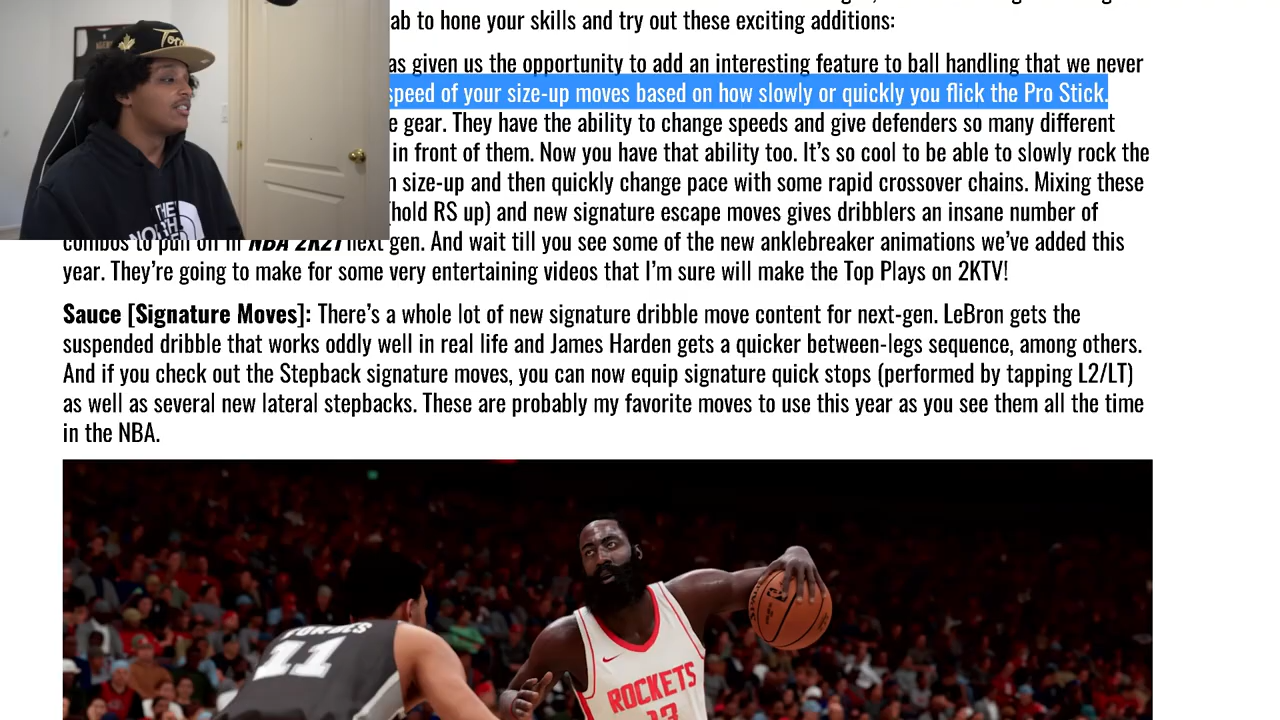 ab to hone your skills and try out these exciting additions:
as given us the opportunity to add an interesting feature to ball handling that we never
speed of your size-up moves based on how slowly or quickly you flick the Pro Stick.
e gear. They have the ability to change speeds and give defenders so many different
in front of them. Now you have that ability too. It's so cool to be able to slowly rock the
n size-up and then quickly change pace with some rapid crossover chains. Mixing these
(hold RS up) and new signature escape moves gives dribblers an insane number of
combos to pull off in NBA 2K21 next gen. And wait till you see some of the new anklebreaker animations we've added this
year. They're going to make for some very entertaining videos that I'm sure will make the Top Plays on 2KTV!
Sauce [Signature Moves]: There's a whole lot of new signature dribble move content for next-gen. LeBron gets the
suspended dribble that works oddly well in real life and James Harden gets a quicker between-legs sequence, among others.
And if you check out the Stepback signature moves, you can now equip signature quick stops (performed by tapping L2/LT)
as well as several new lateral stepbacks. These are probably my favorite moves to use this year as you see them all the time
in the NBA.
THE
NORTH
FORBES
11
ROCKETS
13